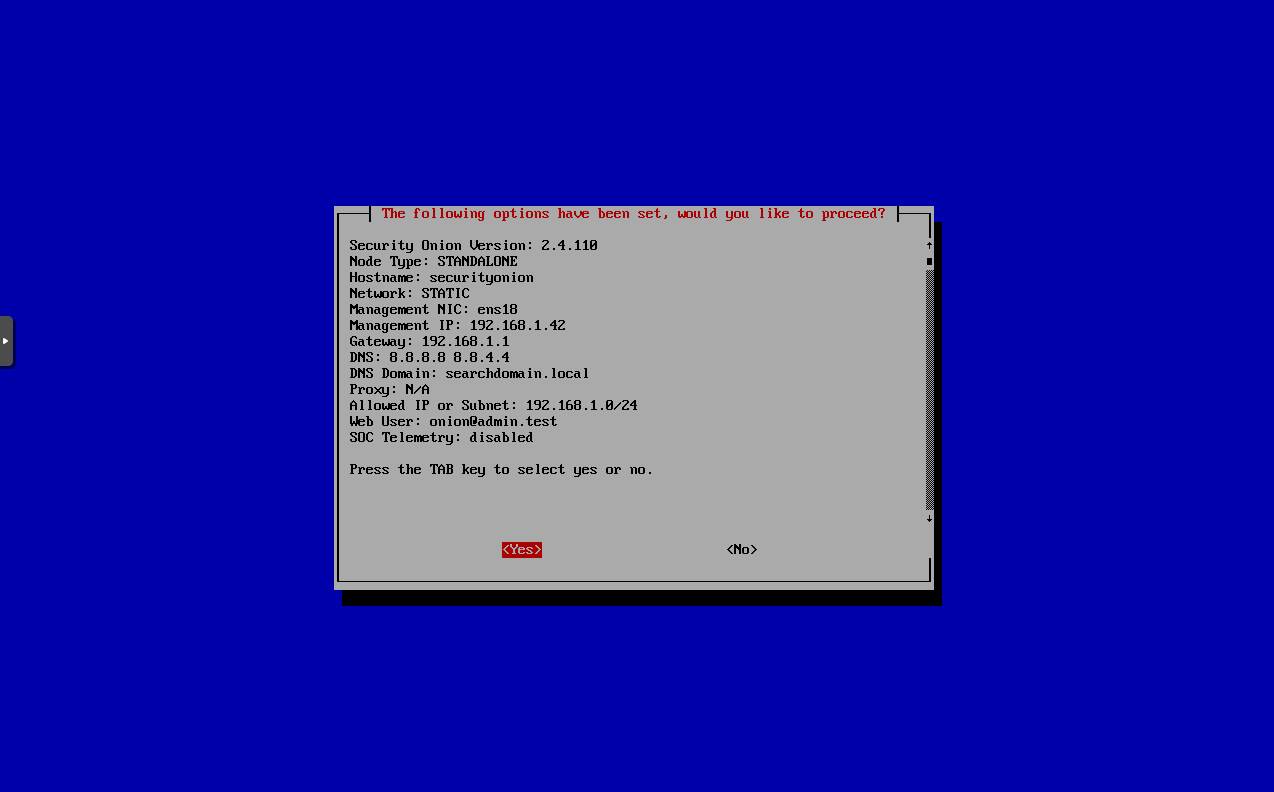 The following options have been set, would you like to proceed?
Security Onion Version: 2.4.110
Node Type: STANDALONE
Hostname: securityonion
Network: STATIC
Management NIC: ens18
Management IP: 192.168.1.42
Gateway: 192.168.1.1
DNS: 8.8.8.8 8.8.4.4
DNS Domain: searchdomain.local
Proxy: N/A
Allowed IP or Subnet: 192.168.1.0/24
Web User: onion@admin.test
SOC Telemetry: disabled
Press the TAB key to select yes or no.
<Yes> <No>